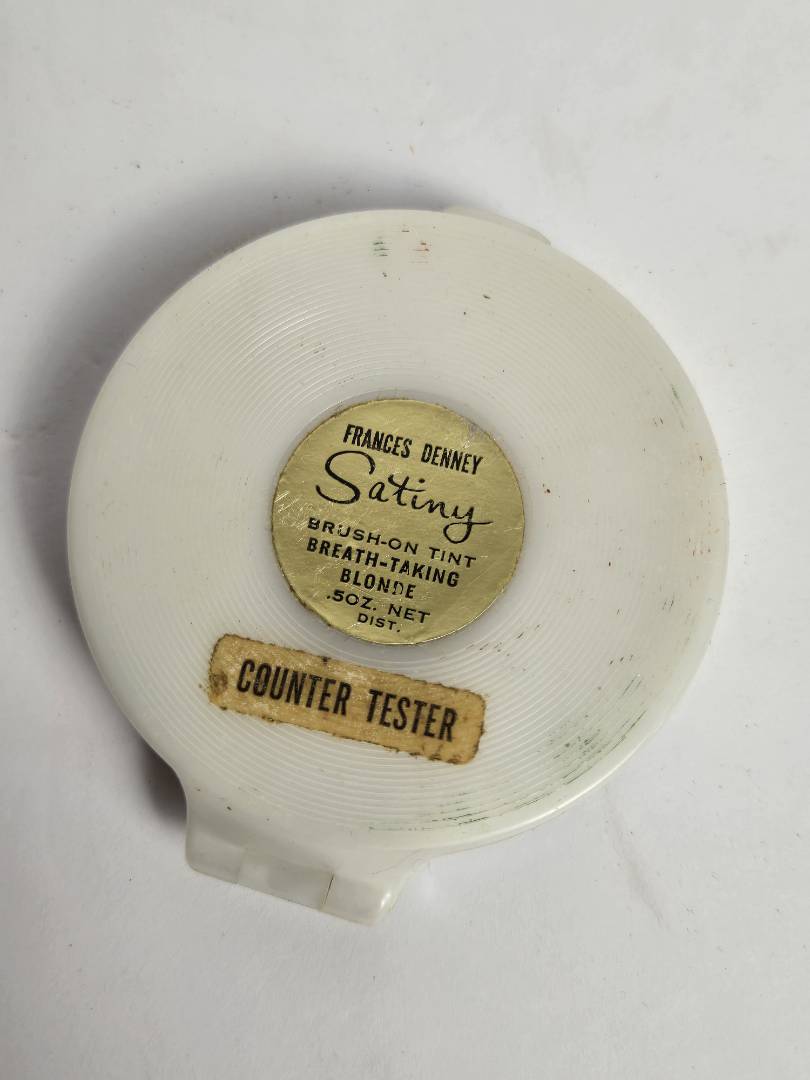 FRANCES DENNEY
Satiny
BRUSH-ON TINT
BREATH-TAKING
BLONDE
.5OZ. NET
DIST.
COUNTER TESTER